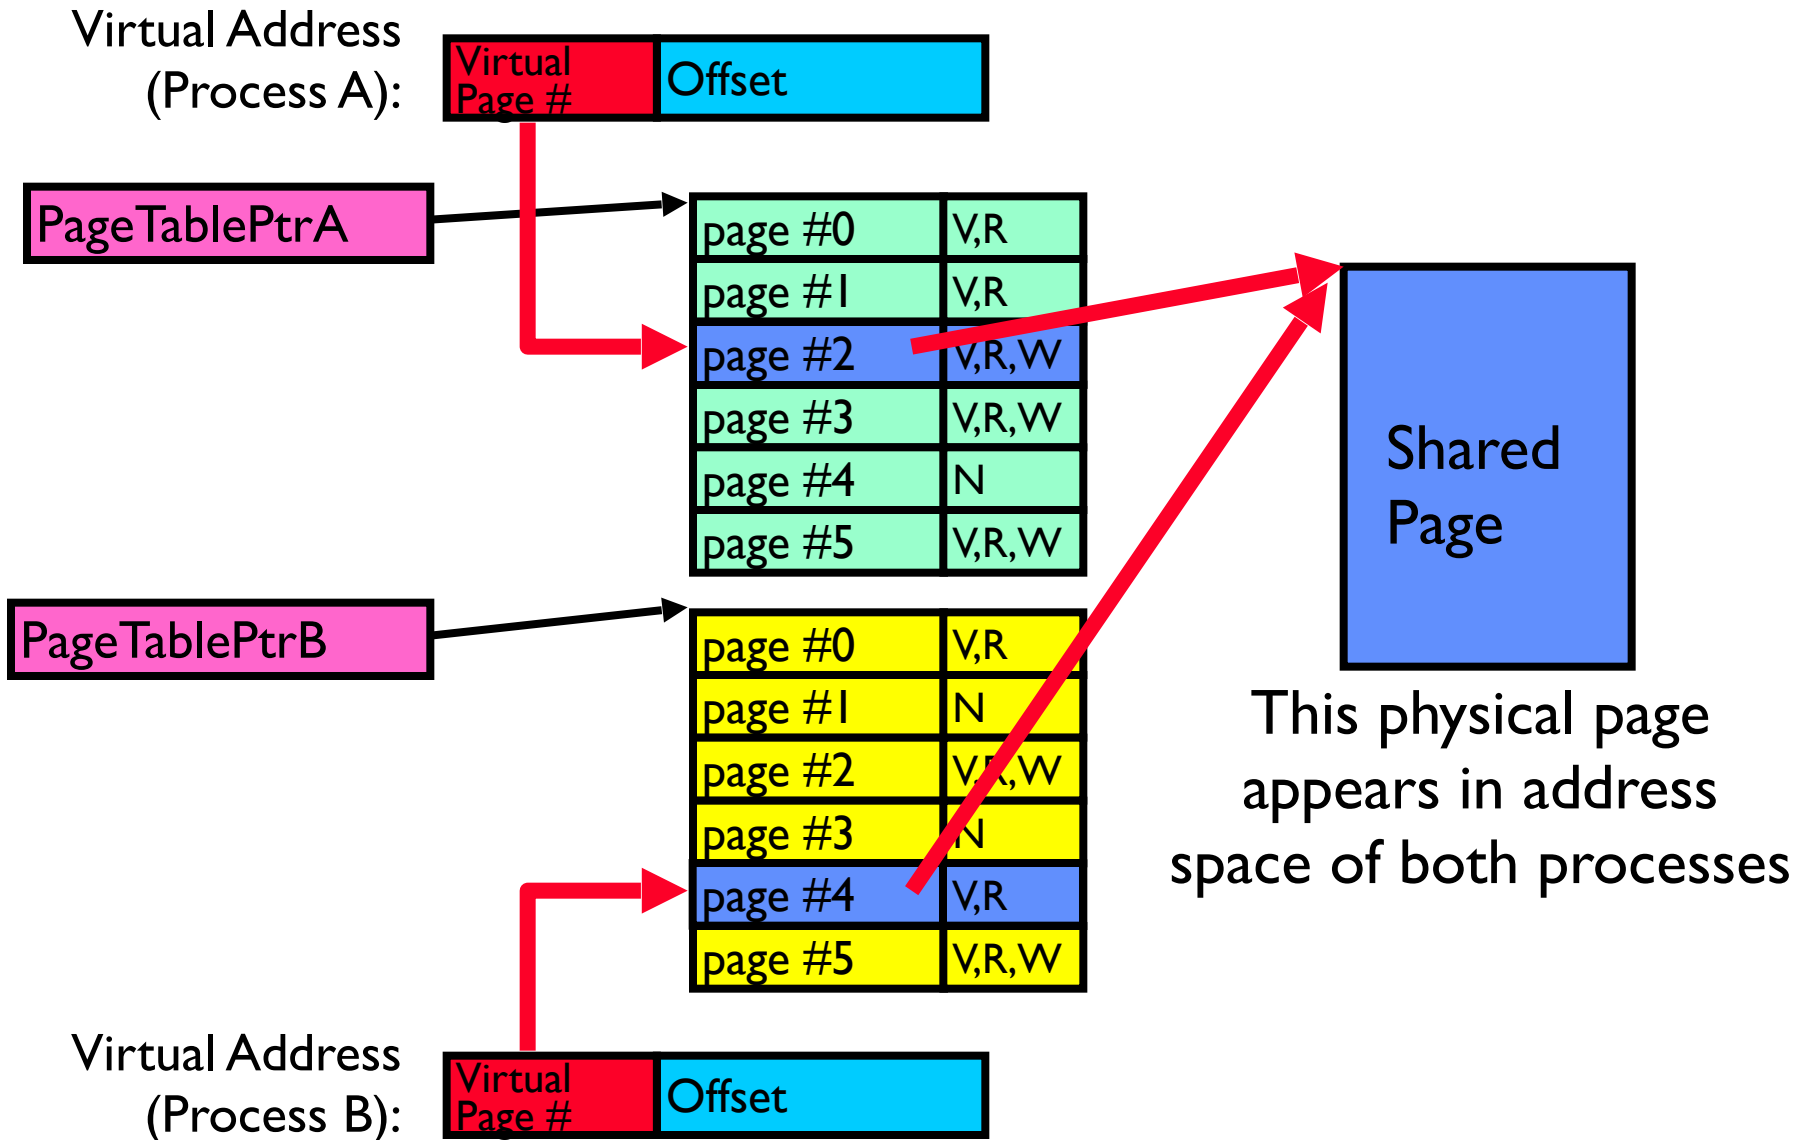 Virtual Address
(Process A):
Virtual
Page #
Offset
PageTablePtrA
page #0 V,R
page #1 V,R
page #2 V,R,W
page #3 V,R,W
page #4 N
page #5 V,R,W
Shared
Page
This physical page
appears in address
space of both processes
PageTablePtrB
page #0 V,R
page #1 N
page #2 V,R,W
page #3 N
page #4 V,R
page #5 V,R,W
Virtual Address
(Process B):
Virtual
Page #
Offset